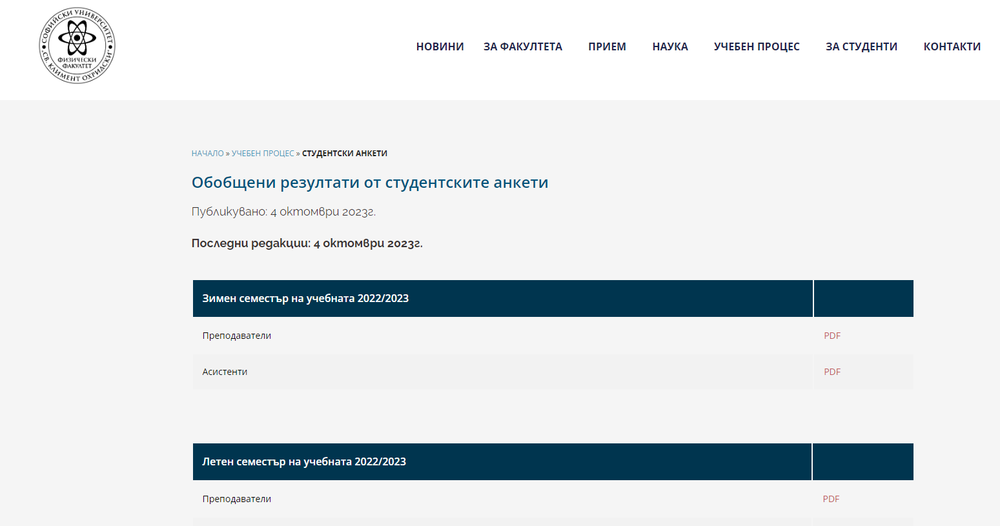 СОФИЙСКИ УНИВЕРСИТЕТ
ФИЗИЧЕСКИ
ФАКУЛТЕТ
"СВ. КЛИМЕНТ ОХРИДСКИ"
НОВИНИ ЗА ФАКУЛТЕТА ПРИЕМ НАУКА УЧЕБЕН ПРОЦЕС ЗА СТУДЕНТИ КОНТАКТИ
НАЧАЛО » УЧЕБЕН ПРОЦЕС » СТУДЕНТСКИ АНКЕТИ
Обобщени резултати от студентските анкети
Публикувано: 4 октомври 2023г.
Последни редакции: 4 октомври 2023г.
Зимен семестър на учебната 2022/2023
Преподаватели PDF
Асистенти PDF
Летен семестър на учебната 2022/2023
Преподаватели PDF